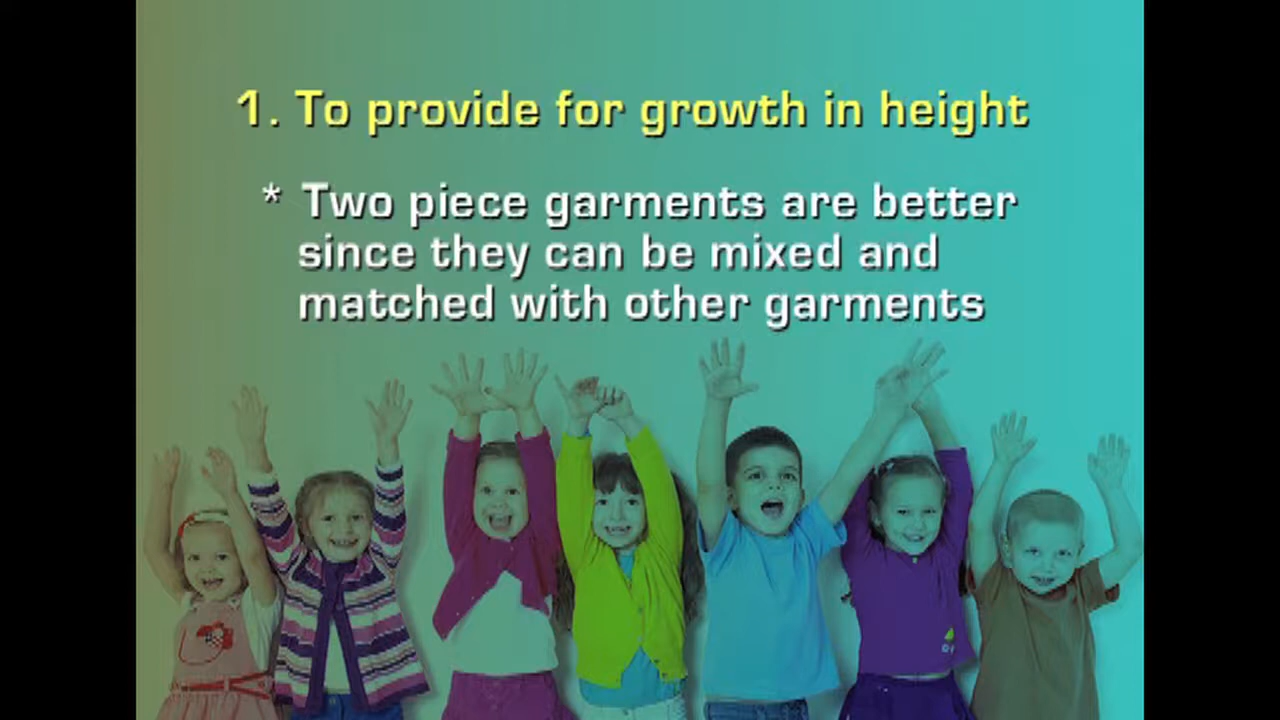 1. To provide for growth in height
* Two piece garments are better
since they can be mixed and
matched with other garments